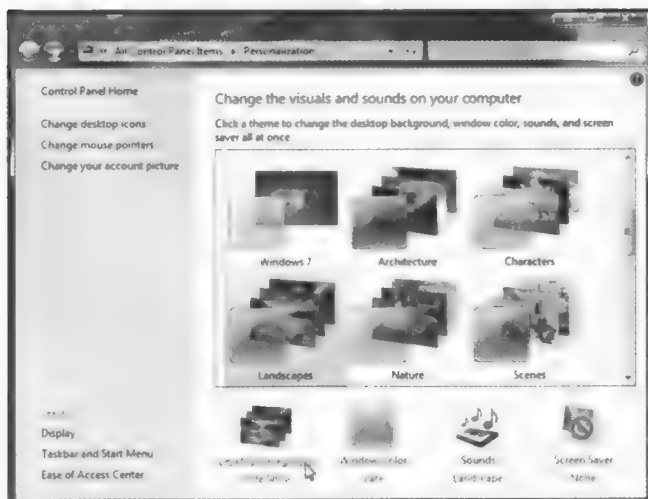 All Control Panel Items Personalization
Control Panel Home
Change desktop icons
Change mouse pointers
Change your account picture
Change the visuals and sounds on your computer
Click a theme to change the desktop background, window color, sounds, and screen
saver all at once
Windows 7
Architecture
Characters
Landscapes
Nature
Scenes
Display
Taskbar and Start Menu
Ease of Access Center
Window Color
Sounds
Landscape
Screen Saver
None